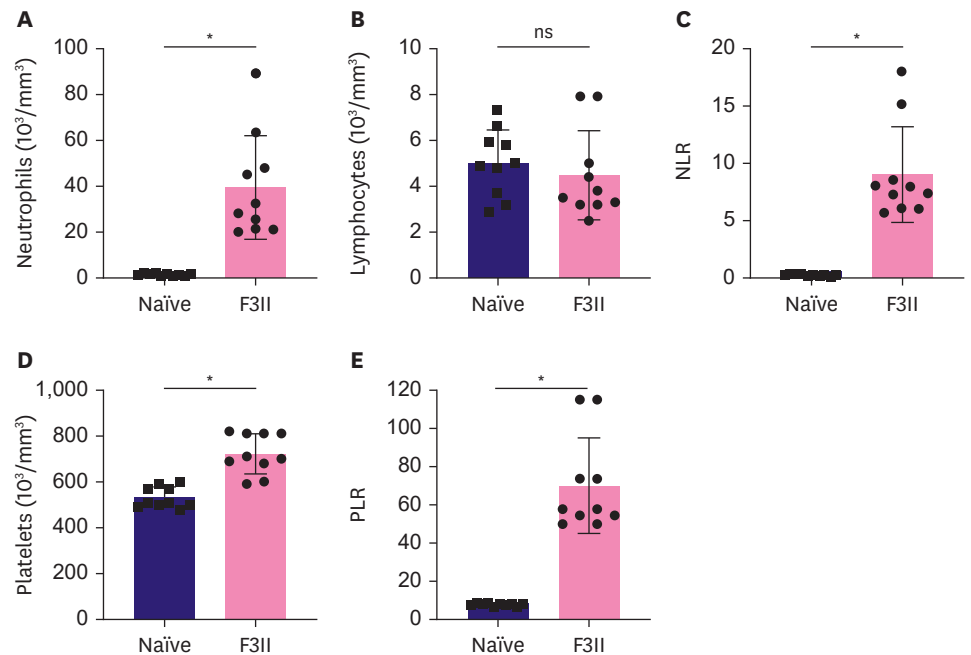 A
Neutrophils (10³/mm³)
100
80
60
40
20
0
*
Naïve
F3II
B
Lymphocytes (10³/mm³)
10
8
6
4
2
0
ns
Naïve
F3II
C
NLR
20
15
10
5
0
*
Naïve
F3II
D
Platelets (10³/mm³)
1,000
800
600
400
200
0
*
Naïve
F3II
E
PLR
120
100
80
60
40
20
0
*
Naïve
F3II